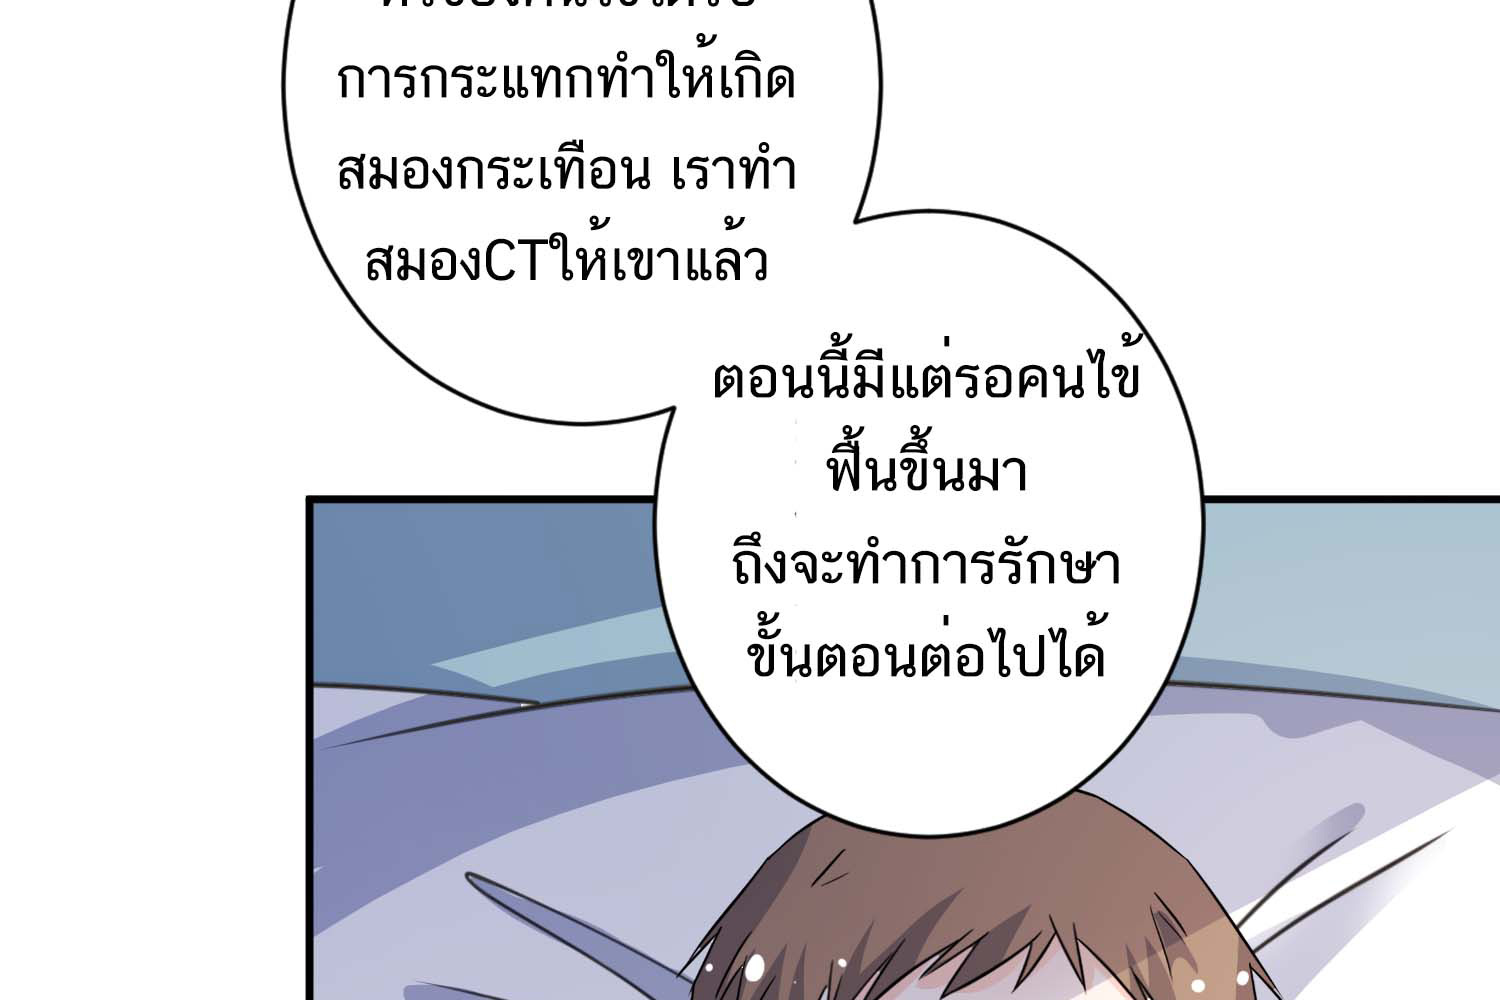 การกระแทกทำให้เกิด
สมองกระเทือน เราทำ
สมองCTให้เขาแล้ว
ตอนนี้มีแต่รอคนไข้
ฟื้นขึ้นมา
ถึงจะทำการรักษา
ขั้นตอนต่อไปได้